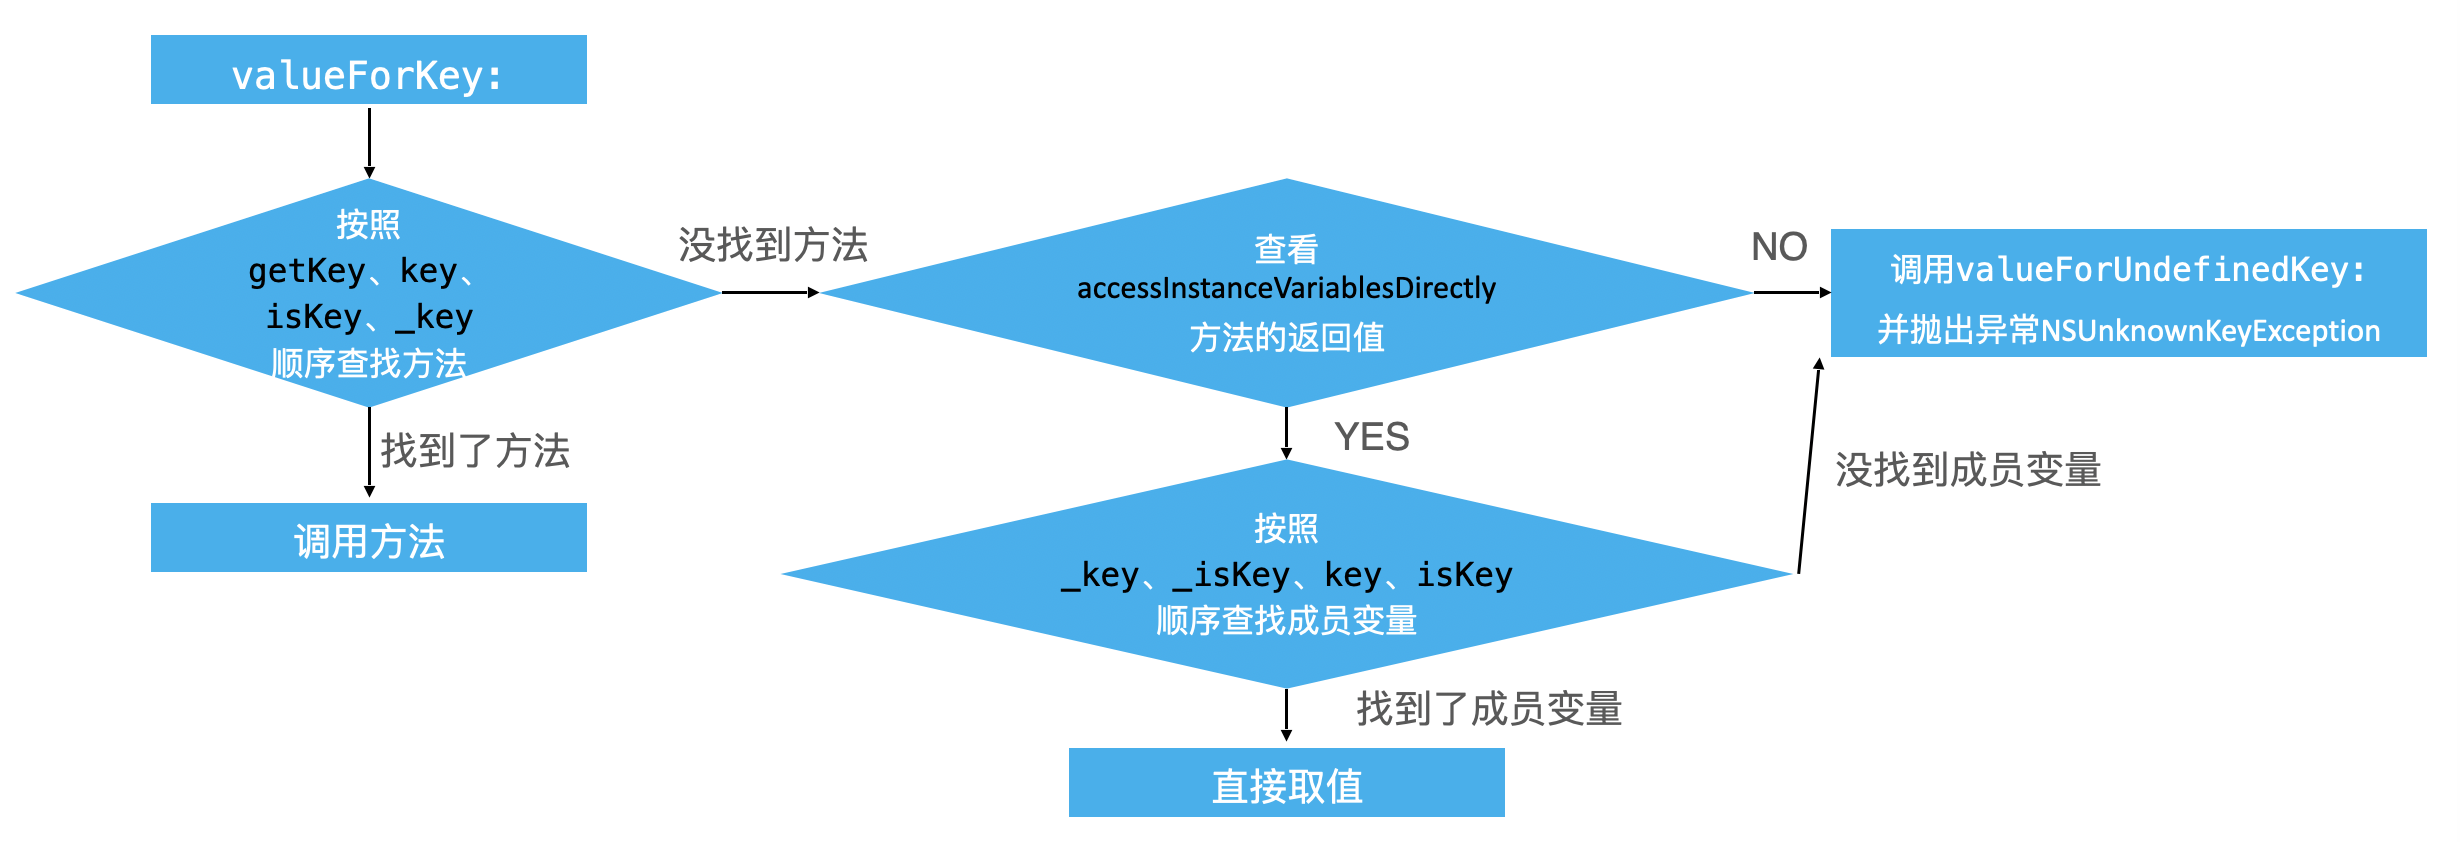 valueForKey:
按照
getKey、key、
isKey、_key
顺序查找方法
没找到方法
找到了方法
调用方法
查看
accessInstanceVariablesDirectly
方法的返回值
NO
调用valueForUndefinedKey:
并抛出异常NSUnknownKeyException
YES
没找到成员变量
按照
_key、_isKey、key、isKey
顺序查找成员变量
找到了成员变量
直接取值